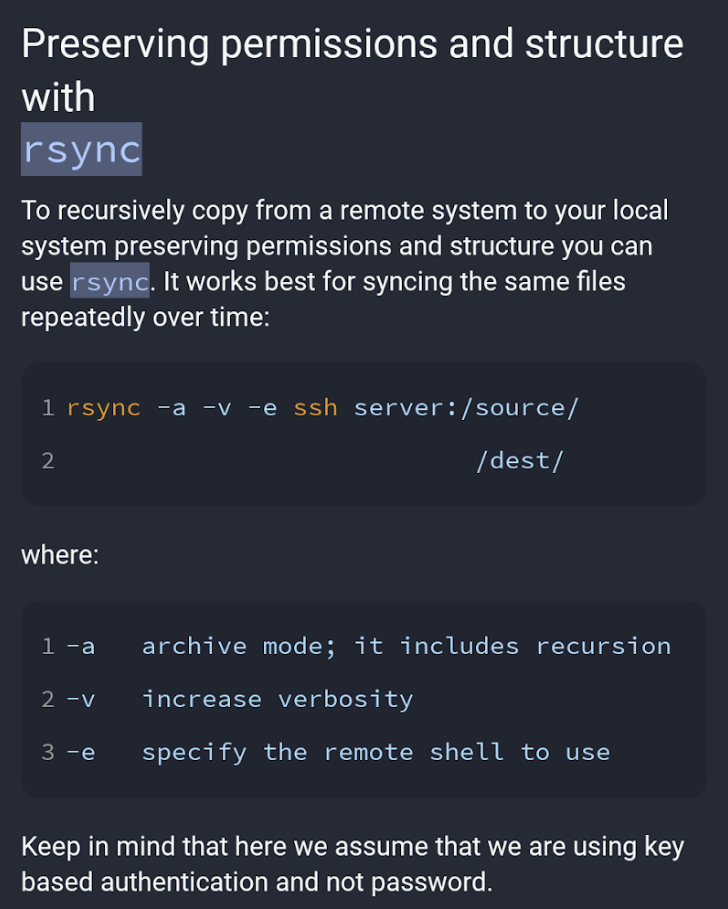 Preserving permissions and structure
with
rsync
To recursively copy from a remote system to your local
system preserving permissions and structure you can
use rsync. It works best for syncing the same files
repeatedly over time:
1 rsync -a -v -e ssh server:/source/
2 /dest/
where:
1 -a archive mode; it includes recursion
2 -v increase verbosity
3 -e specify the remote shell to use
Keep in mind that here we assume that we are using key
based authentication and not password.